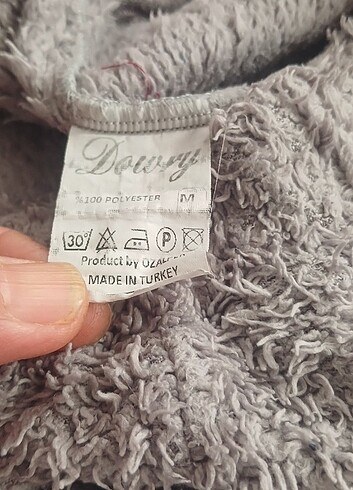 Dowry
%100 POLYESTER M
30°
P
Product by
MADE IN TURKEY